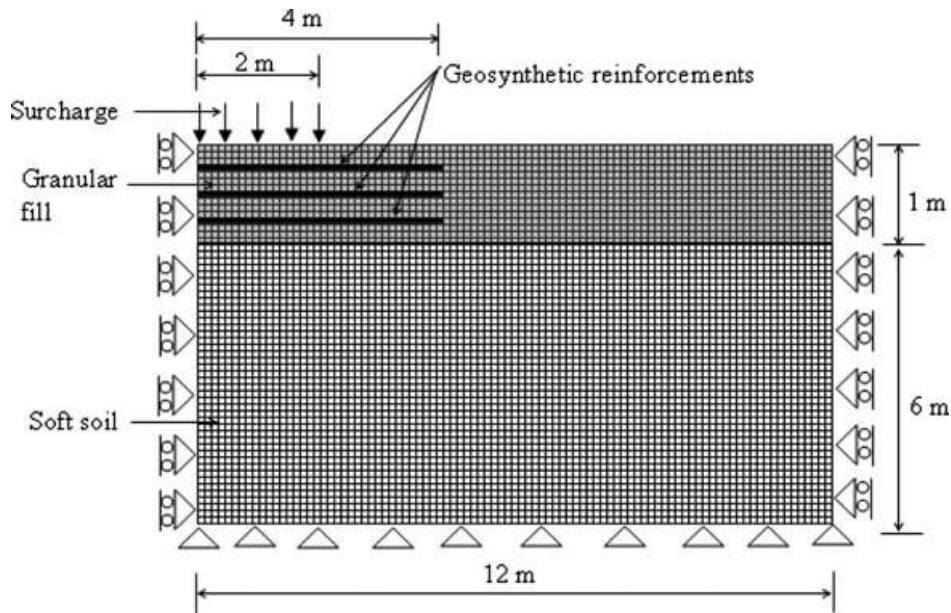 4 m
2 m
Geosynthetic reinforcements
Surcharge
Granular
fill
1 m
Soft soil
6 m
12 m